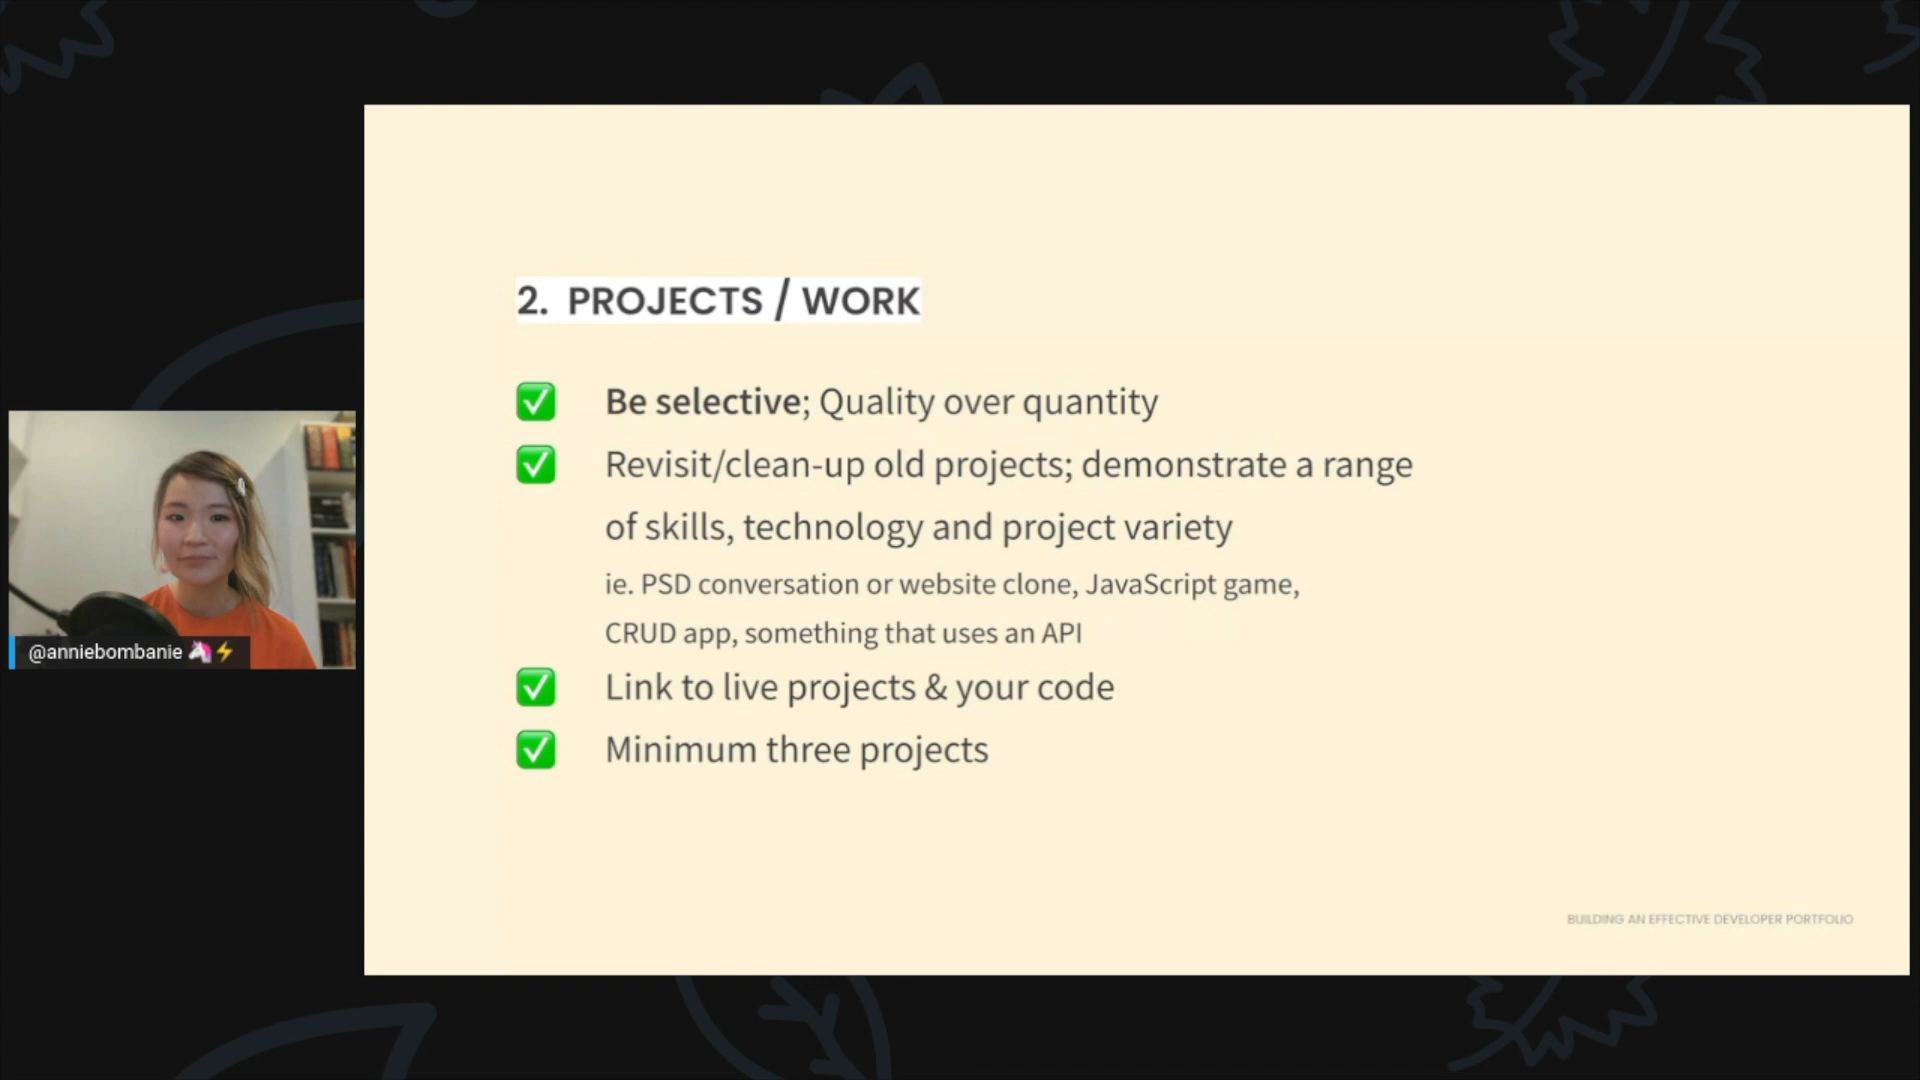 2. PROJECTS / WORK
✅ Be selective; Quality over quantity
✅ Revisit/clean-up old projects; demonstrate a range
of skills, technology and project variety
ie. PSD conversation or website clone, JavaScript game,
CRUD app, something that uses an API
✅ Link to live projects & your code
✅ Minimum three projects
@anniebombanie 🦄⚡
BUILDING AN EFFECTIVE DEVELOPER PORTFOLIO